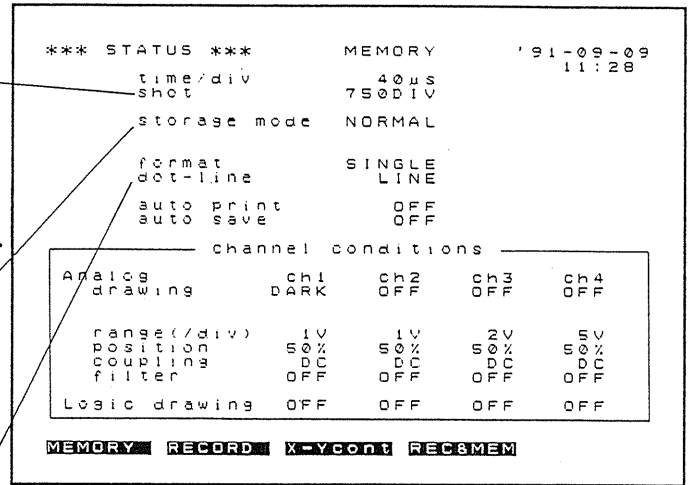 *** STATUS *** MEMORY '91-09-09
11:28
time/div 40µs
shot 750DIV
storage mode NORMAL
format SINGLE
dot-line LINE
auto print OFF
auto save OFF
channel conditions
Analog ch1 ch2 ch3 ch4
drawing DARK OFF OFF OFF
range(/div) 1V 1V 2V 5V
position 50% 50% 50% 50%
coupling DC DC DC DC
filter OFF OFF OFF OFF
Logic drawing OFF OFF OFF OFF
MEMORY RECORD X-Ycont REC&MEM